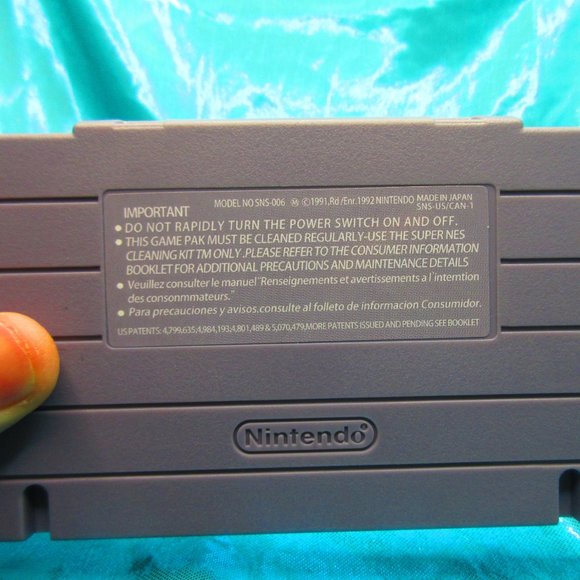 MODEL NO SNS-006 Ⓜ ©1991,Rd/Enr.1992 NINTENDO MADE IN JAPAN
SNS-US/CAN-1
IMPORTANT
• DO NOT RAPIDLY TURN THE POWER SWITCH ON AND OFF.
• THIS GAME PAK MUST BE CLEANED REGULARLY-USE THE SUPER NES
CLEANING KIT TM ONLY .PLEASE REFER TO THE CONSUMER INFORMATION
BOOKLET FOR ADDITIONAL PRECAUTIONS AND MAINTENANCE DETAILS
• Veuillez consulter le manuel"Renseignements et avertissements a l`intention
des consonmmateurs."
• Para precauciones y avisos.consulte al folleto de informacion Consumidor.
US PATENTS: 4,799,635;4,984,193;4,801,489 & 5,070,479,MORE PATENTS ISSUED AND PENDING SEE BOOKLET
Nintendo®